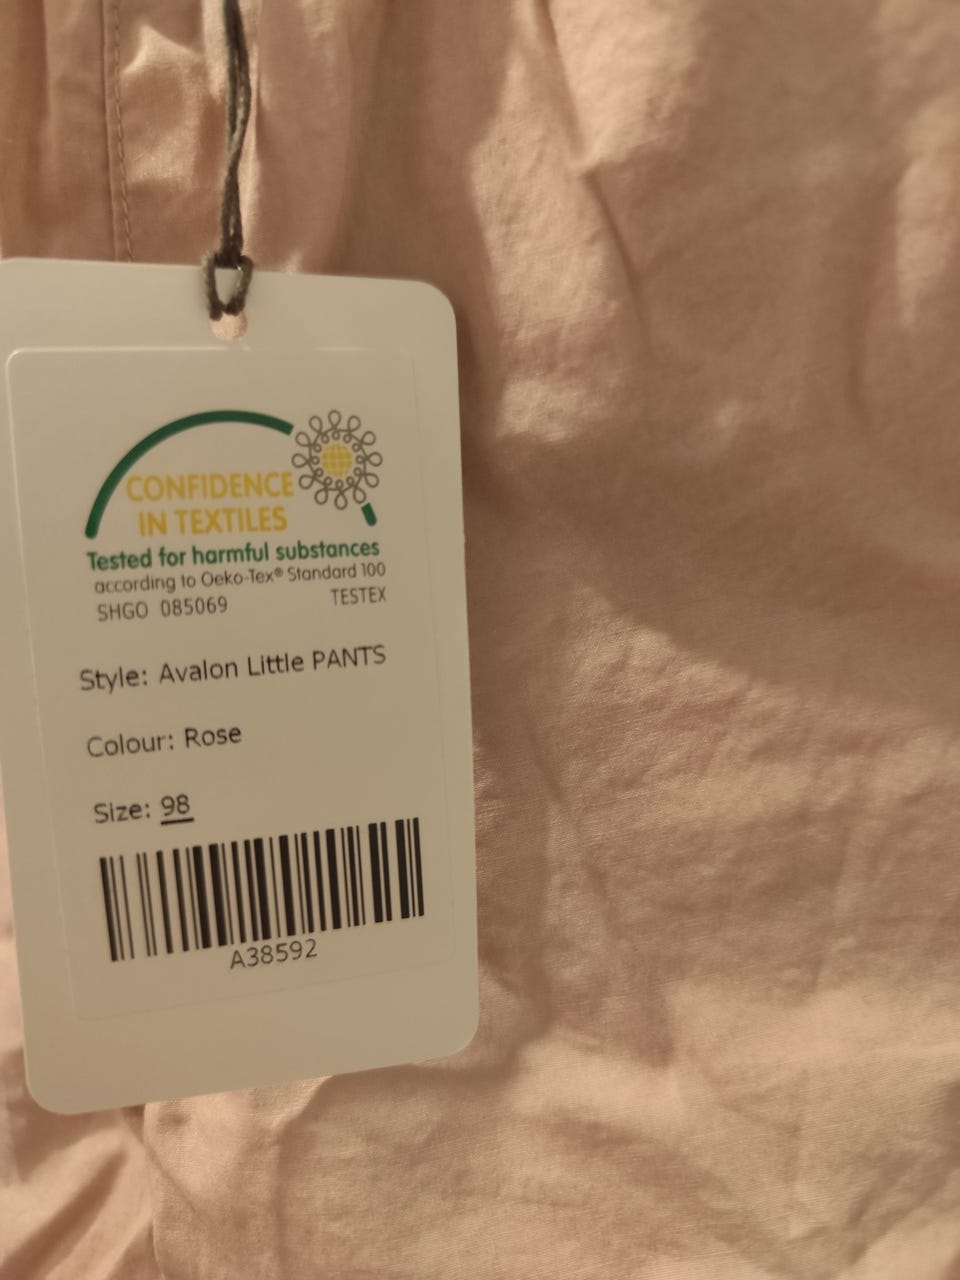 CONFIDENCE
IN TEXTILES
Tested for harmful substances
according to Oeko-Tex® Standard 100
SHGO 085069 TESTEX
Style: Avalon Little PANTS
Colour: Rose
Size: 98
A38592